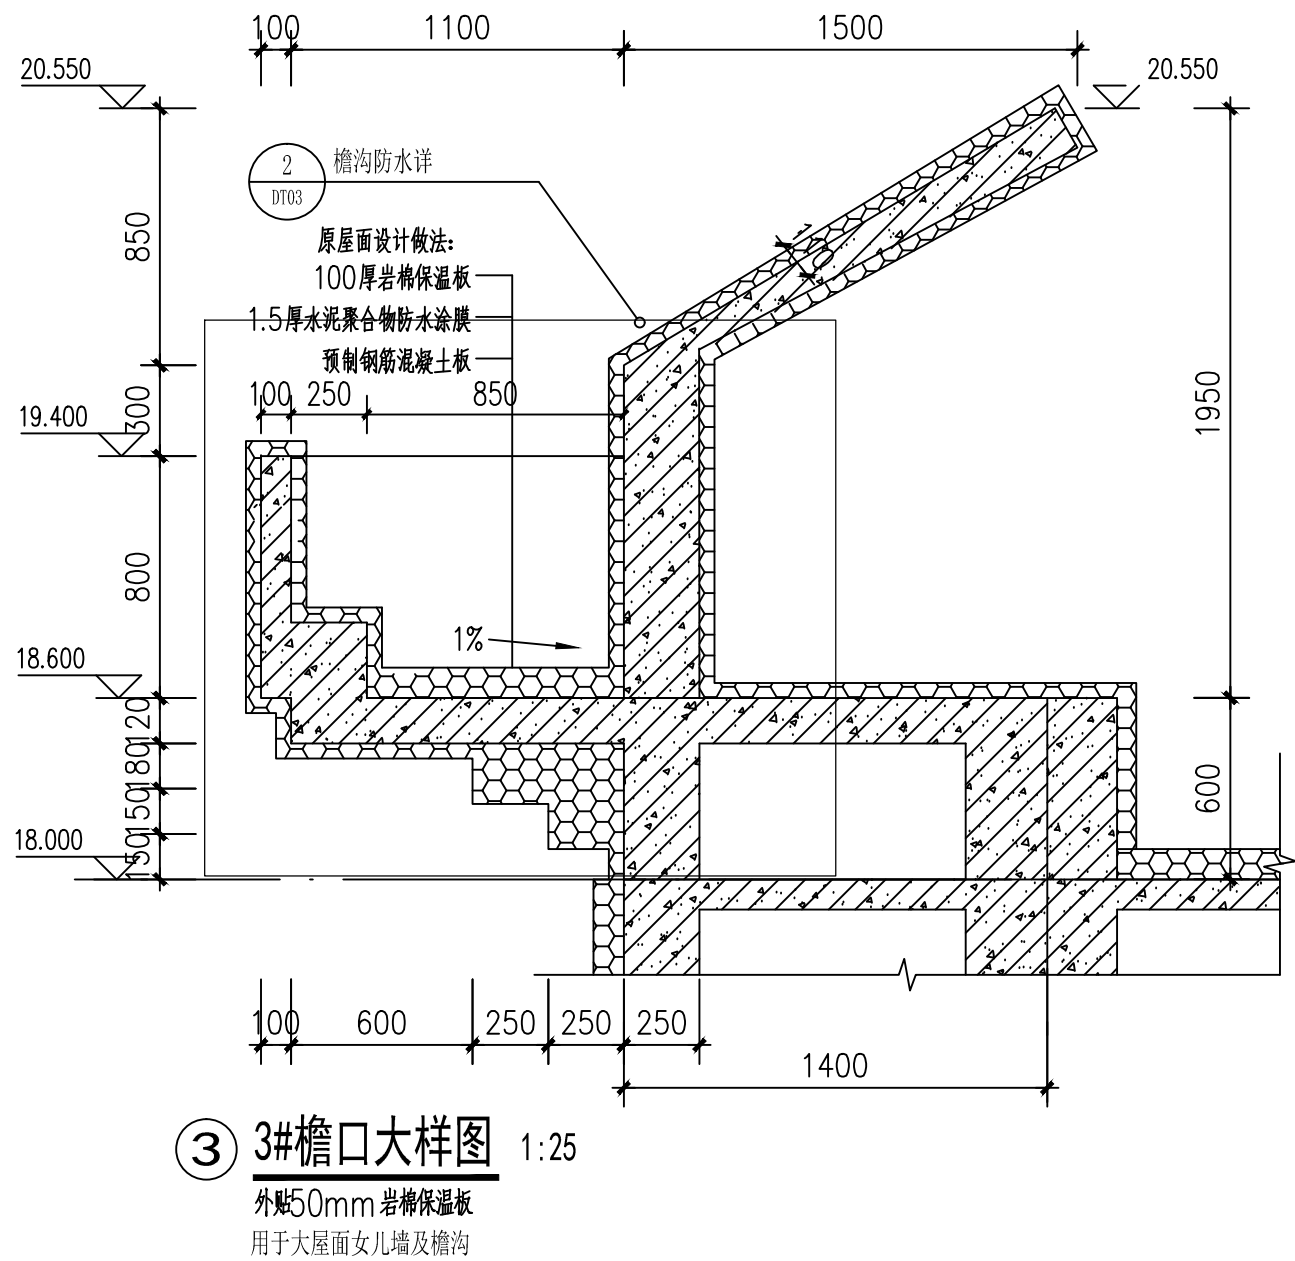 100 1100 1500
20.550
20.550
2
DT03
檐沟防水详
原屋面设计做法:
100厚岩棉保温板
1.5厚水泥聚合物防水涂膜
预制钢筋混凝土板
850
300
100 250 850
19.400
1950
800
1%
18.600
120
180
150
150
600
18.000
100 600 250 250 250
1400
3 3#檐口大样图 1:25
外贴50mm岩棉保温板
用于大屋面女儿墙及檐沟